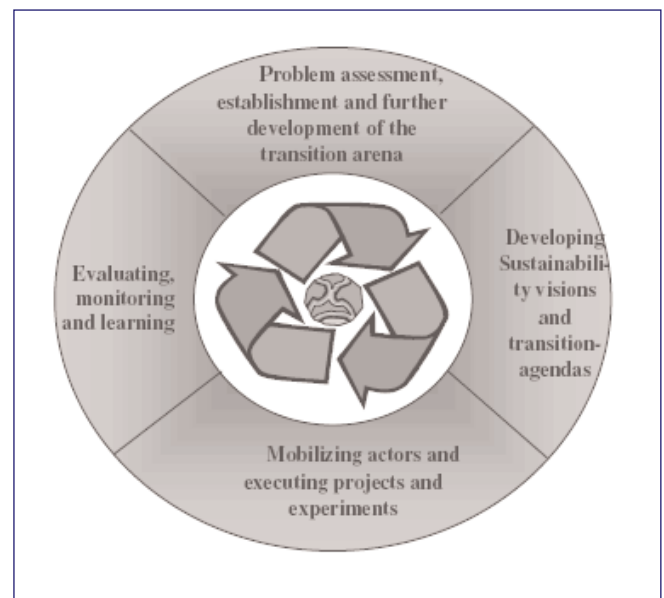 Problem assessment,
establishment and further
development of the
transition arena
Developing
Sustainabili-
ty visions
and
transition-
agendas
Mobilizing actors and
executing projects and
experiments
Evaluating,
monitoring
and learning